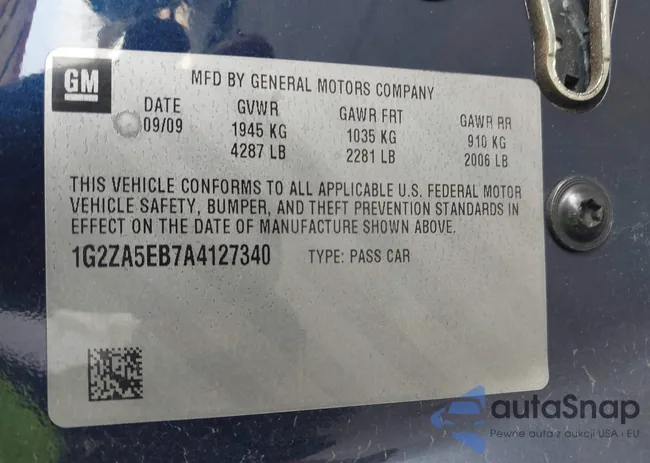 GM
MFD BY GENERAL MOTORS COMPANY
DATE GVWR GAWR FRT GAWR RR
09/09 1945 KG 1035 KG 910 KG
4287 LB 2281 LB 2006 LB
THIS VEHICLE CONFORMS TO ALL APPLICABLE U.S. FEDERAL MOTOR
VEHICLE SAFETY, BUMPER, AND THEFT PREVENTION STANDARDS IN
EFFECT ON THE DATE OF MANUFACTURE SHOWN ABOVE.
1G2ZA5EB7A4127340 TYPE: PASS CAR
autaSnap
Pewne auta z aukcji USA i EU